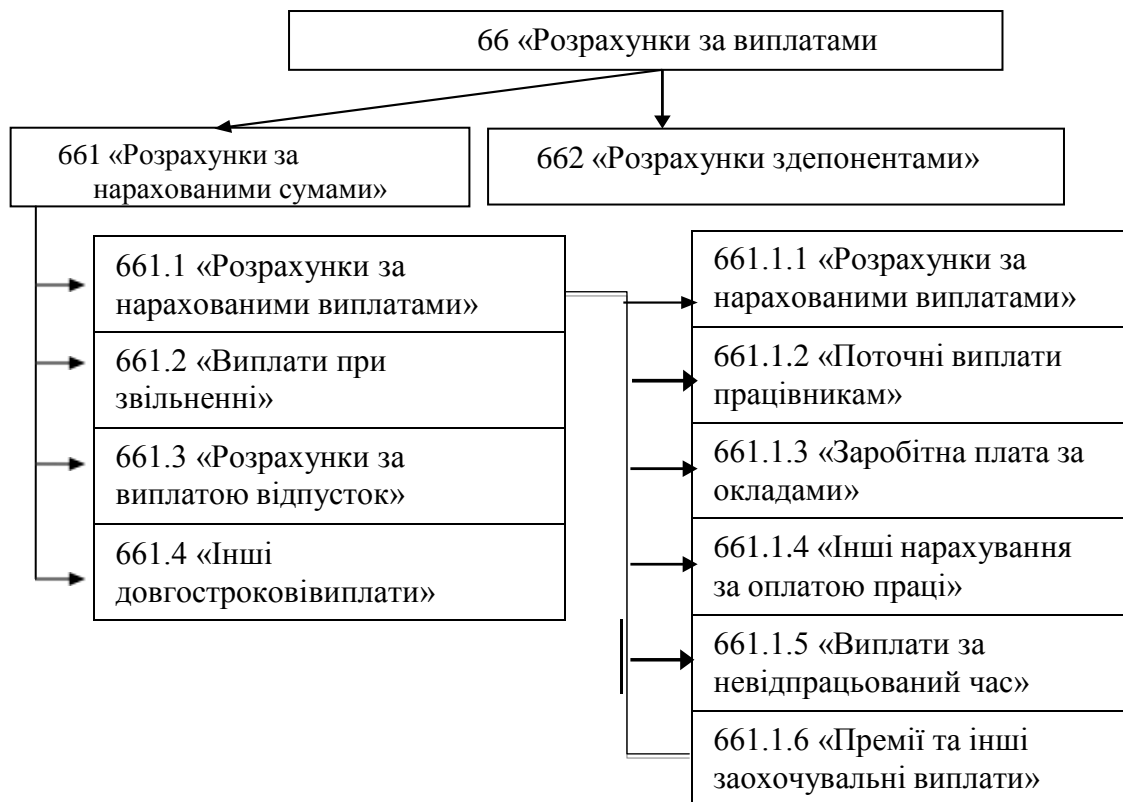 66 «Розрахунки за виплатами
661 «Розрахунки за
нарахованими сумами»
662 «Розрахунки здепонентами»
661.1 «Розрахунки за
нарахованими виплатами»
661.2 «Виплати при
звільненні»
661.3 «Розрахунки за
виплатою відпусток»
661.4 «Інші
довгостроковівиплати»
661.1.1 «Розрахунки за
нарахованими виплатами»
661.1.2 «Поточні виплати
працівникам»
661.1.3 «Заробітна плата за
окладами»
661.1.4 «Інші нарахування
за оплатою праці»
661.1.5 «Виплати за
невідпрацьований час»
661.1.6 «Премії та інші
заохочувальні виплати»